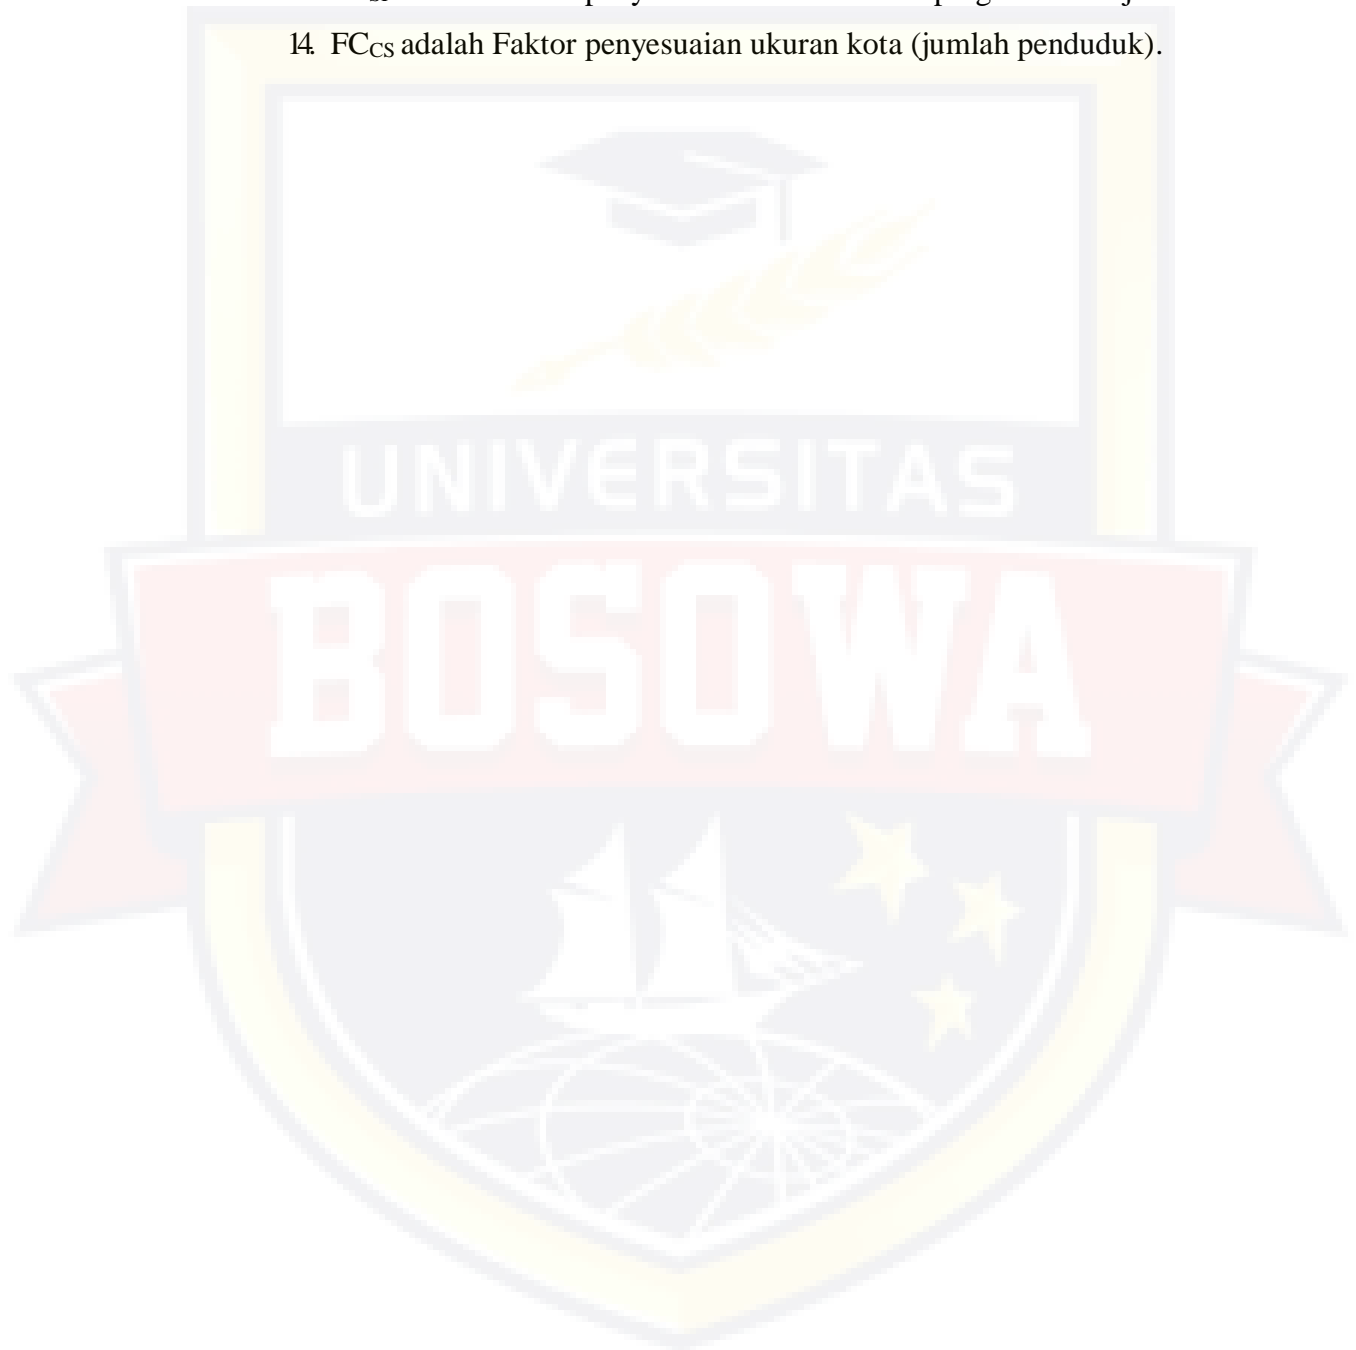 14. FCCS adalah Faktor penyesuaian ukuran kota (jumlah penduduk).
UNIVERSITAS
BOSOWA